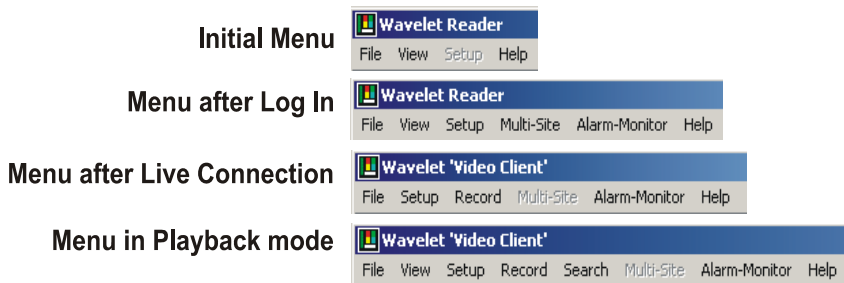 Initial Menu
Wavelet Reader
File View Setup Help
Menu after Log In
Wavelet Reader
File View Setup Multi-Site Alarm-Monitor Help
Menu after Live Connection
Wavelet 'Video Client'
File Setup Record Multi-Site Alarm-Monitor Help
Menu in Playback mode
Wavelet 'Video Client'
File View Setup Record Search Multi-Site Alarm-Monitor Help